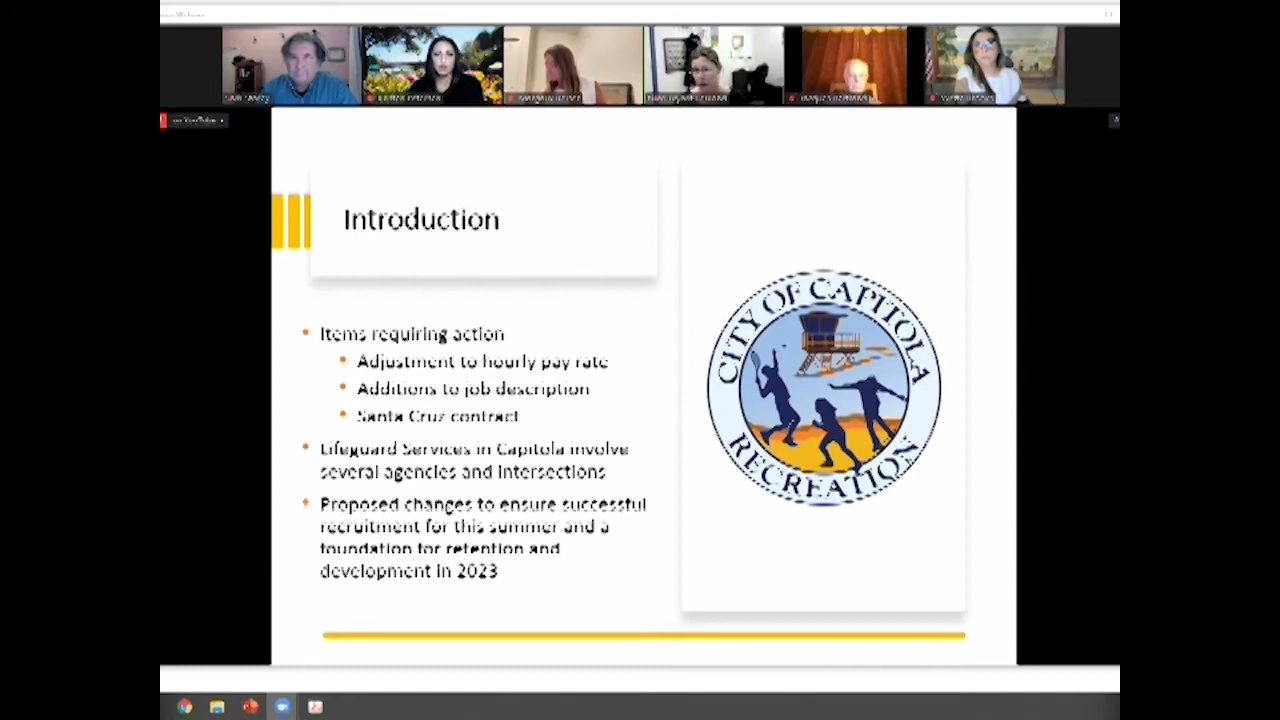 Introduction
Items requiring action
Adjustment to hourly pay rate
Additions to job description
Santa Cruz contract
Lifeguard Services in Capitola involve
several agencies and intersections
Proposed changes to ensure successful
recruitment for this summer and a
foundation for retention and
development in 2023
CITY OF CAPITOLA
RECREATION